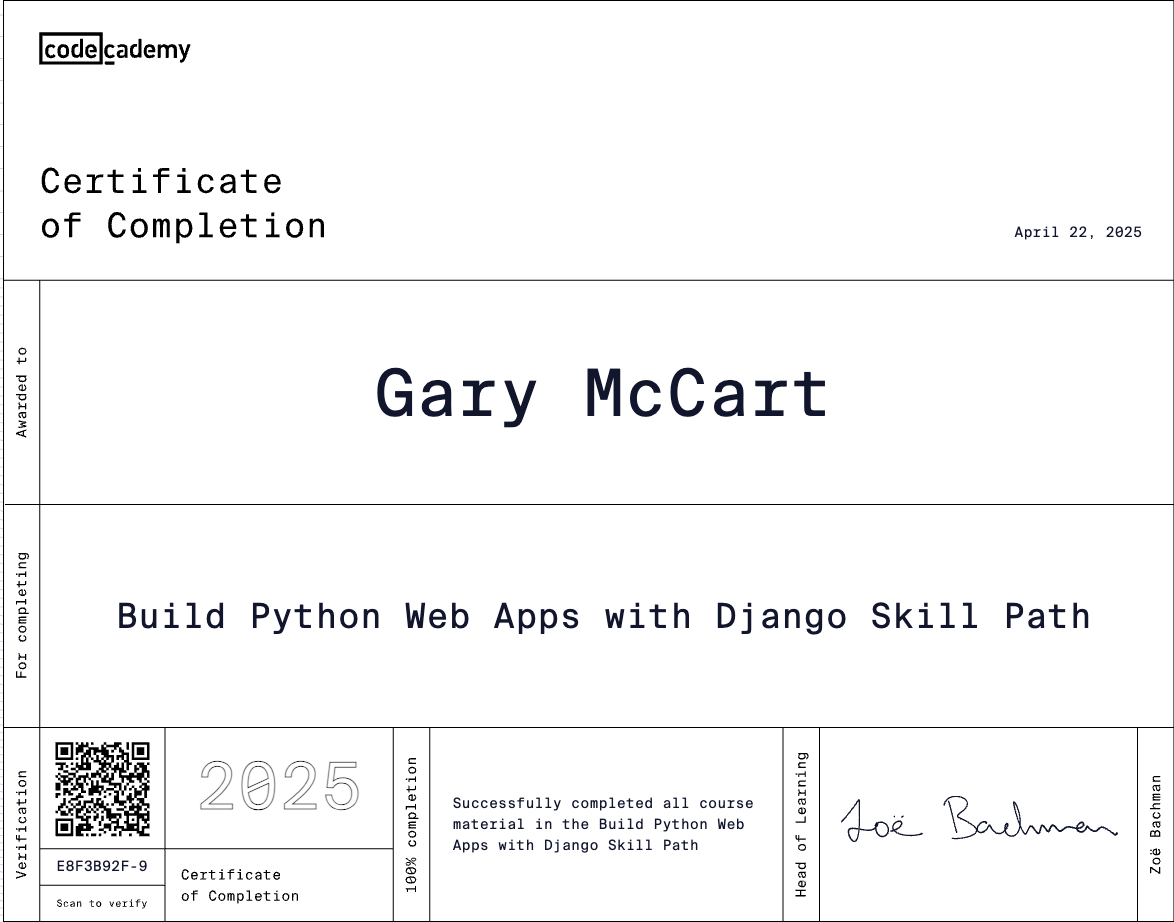 codecademy
Certificate
of Completion
April 22, 2025
Awarded to
Gary McCart
For completing
Build Python Web Apps with Django Skill Path
Verification
E8F3B92F-9
Scan to verify
2025
Certificate
of Completion
100% completion
Successfully completed all course
material in the Build Python Web
Apps with Django Skill Path
Head of Learning
Zoë Bachman
Zoë Bachman